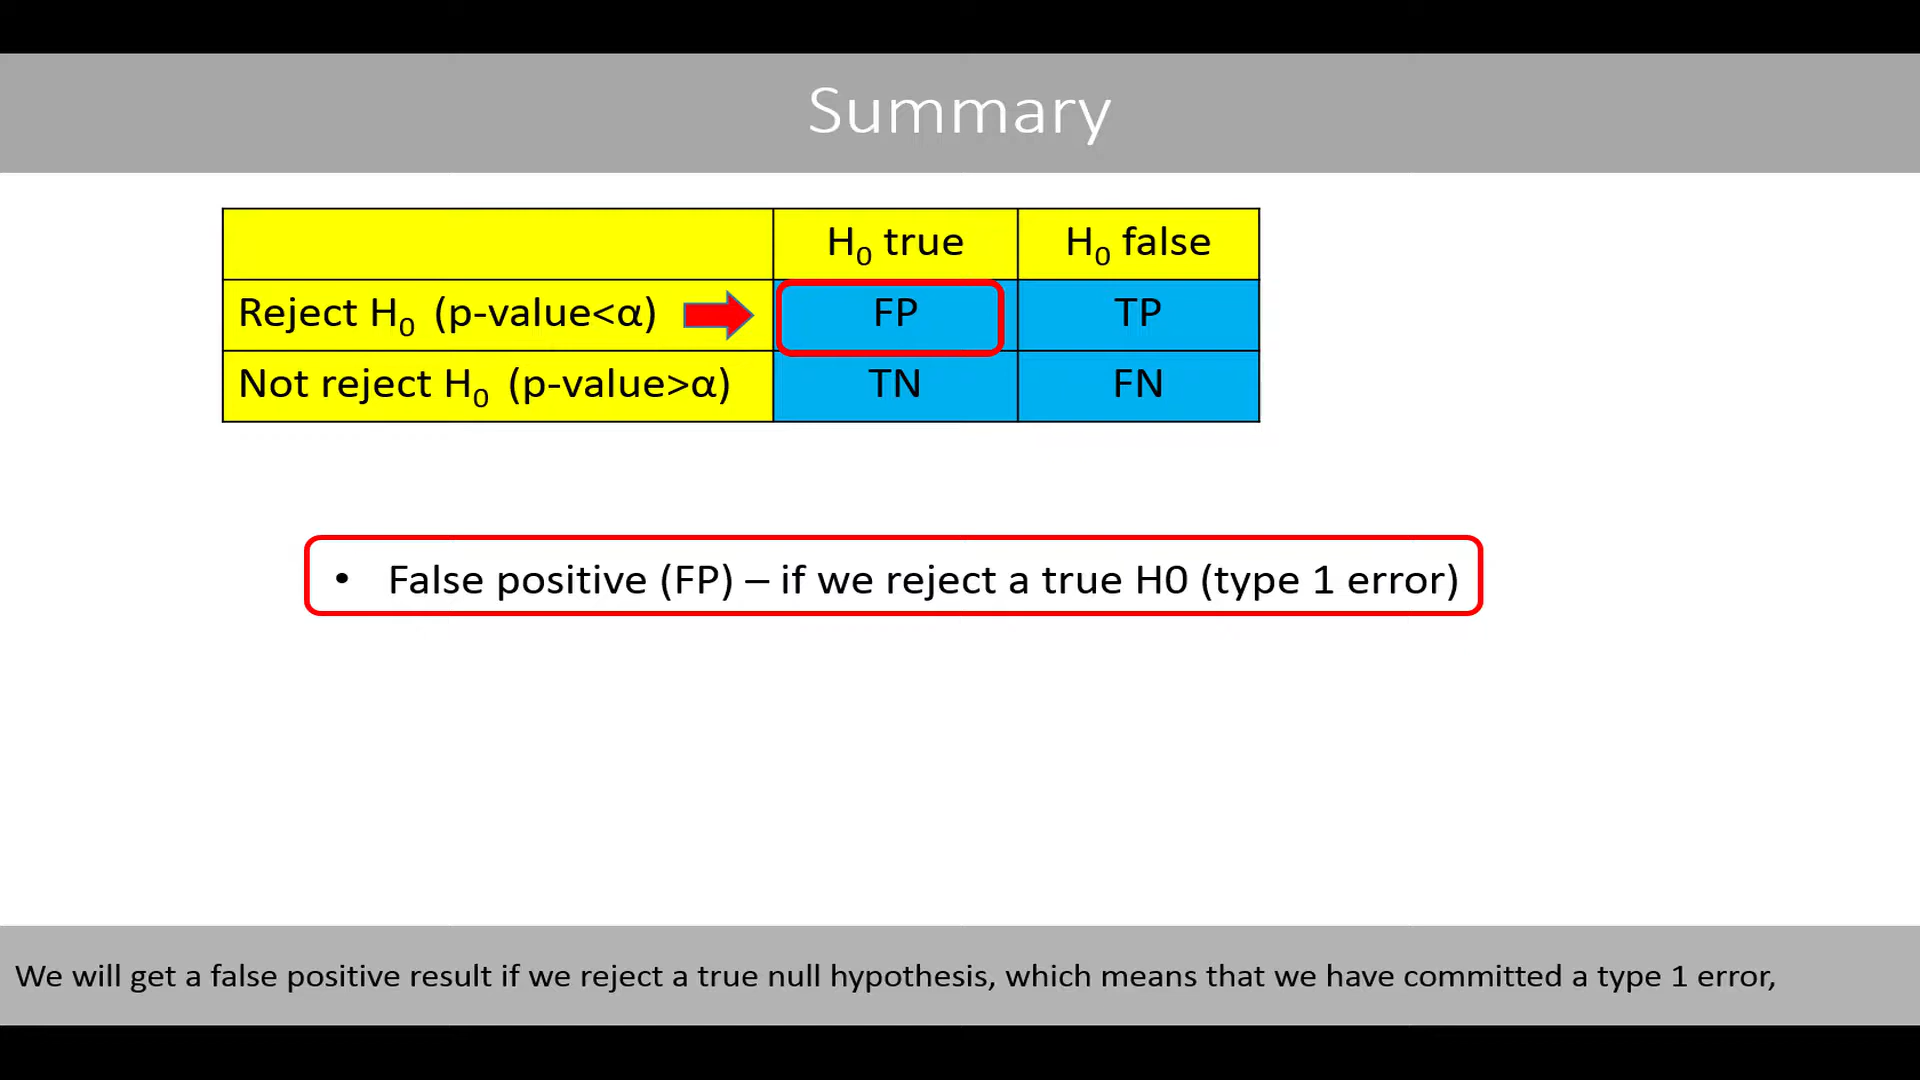 Summary
H₀ true H₀ false
Reject H₀ (p-value<α) FP TP
Not reject H₀ (p-value>α) TN FN
• False positive (FP) – if we reject a true H0 (type 1 error)
We will get a false positive result if we reject a true null hypothesis, which means that we have committed a type 1 error,